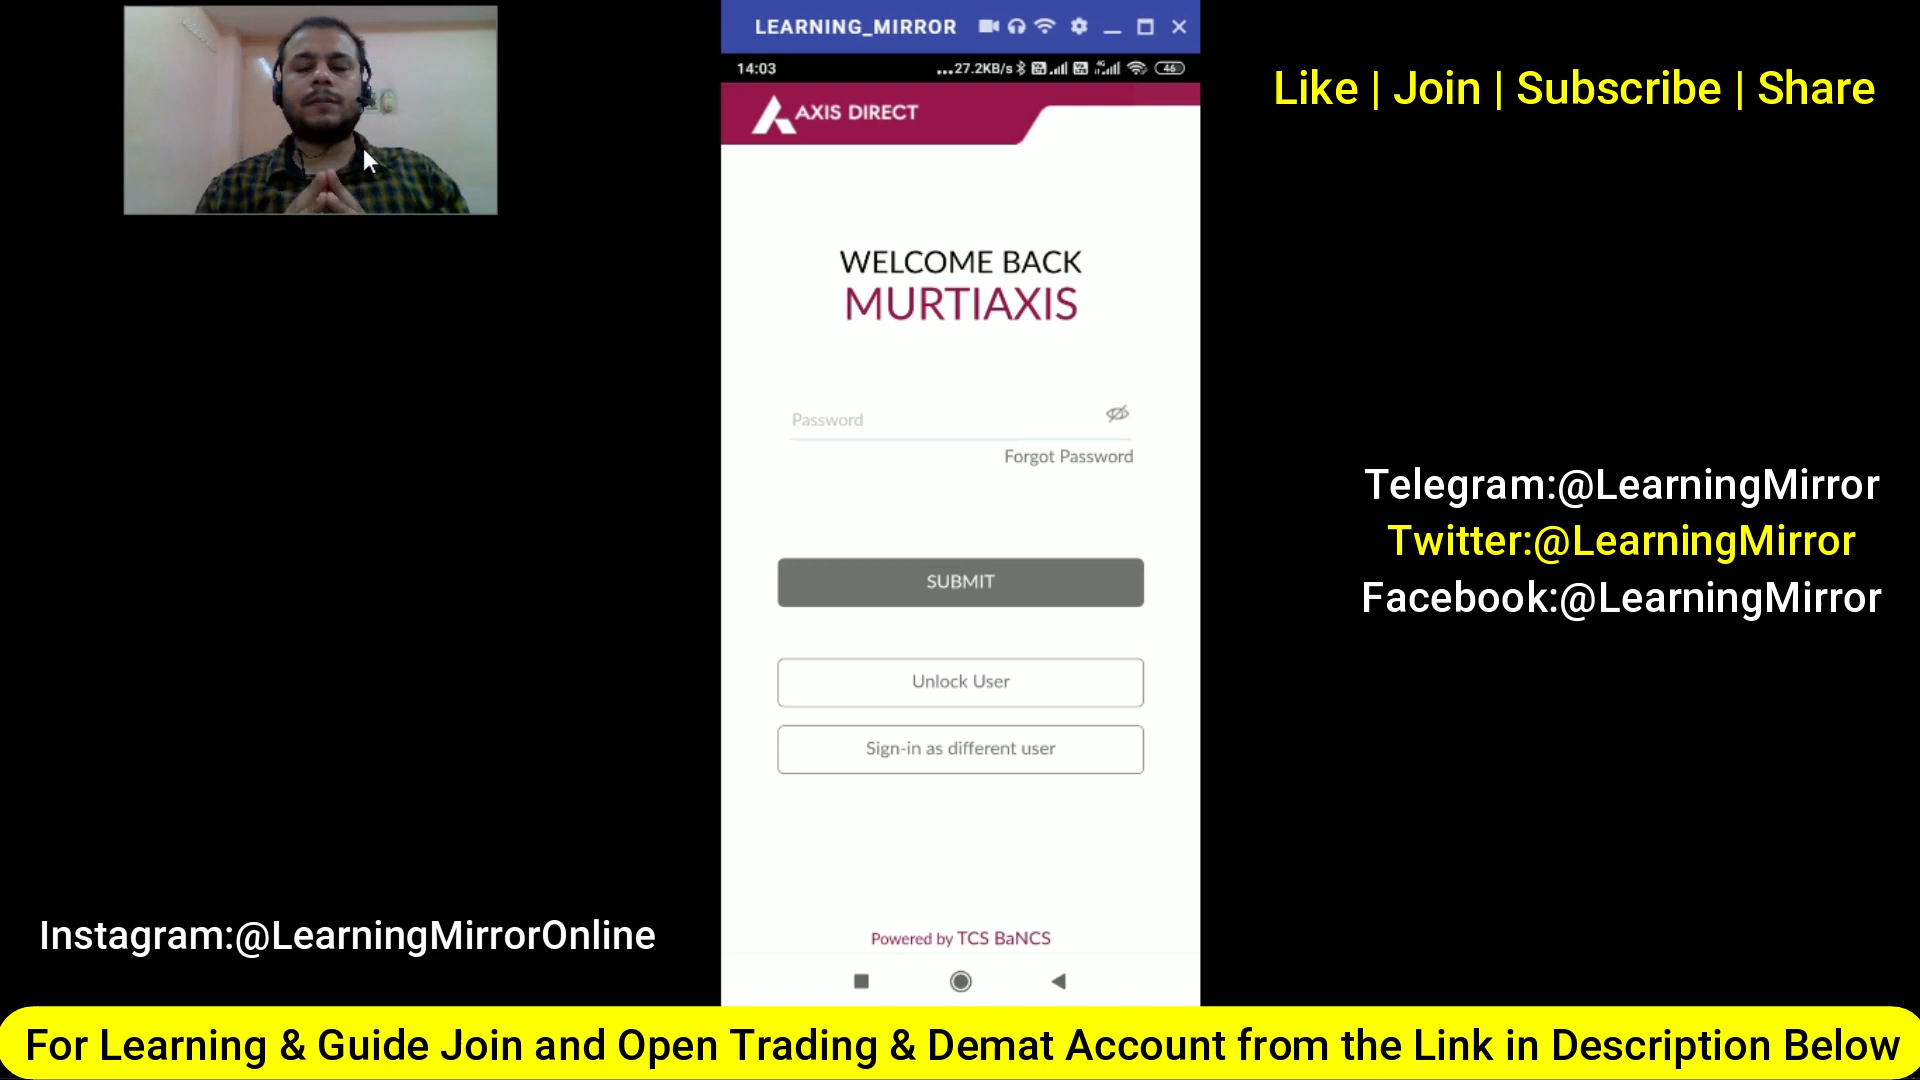 LEARNING_MIRROR
14:03
...27.2KB/s
4G
46
AXIS DIRECT
Like | Join | Subscribe | Share
WELCOME BACK
MURTIAXIS
Password
Forgot Password
Telegram:@LearningMirror
Twitter:@LearningMirror
Facebook:@LearningMirror
SUBMIT
Unlock User
Sign-in as different user
Instagram:@LearningMirrorOnline
Powered by TCS BaNCS
For Learning & Guide Join and Open Trading & Demat Account from the Link in Description Below